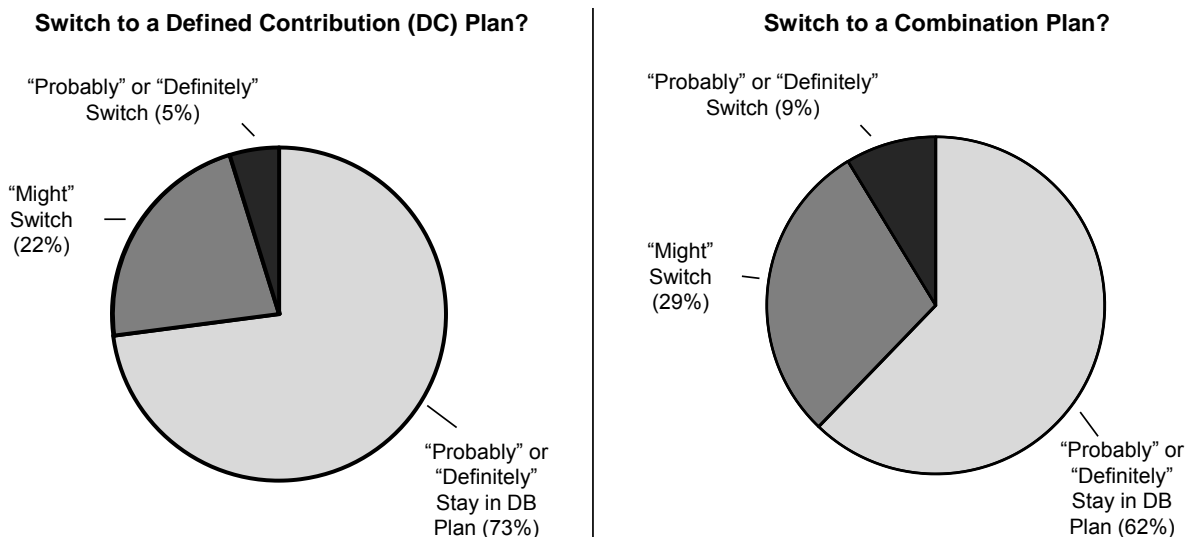 Switch to a Defined Contribution (DC) Plan?
“Probably” or “Definitely”
Switch (5%)
“Might”
Switch
(22%)
“Probably” or
“Definitely”
Stay in DB
Plan (73%)
Switch to a Combination Plan?
“Probably” or “Definitely”
Switch (9%)
“Might”
Switch
(29%)
“Probably” or
“Definitely”
Stay in DB
Plan (62%)